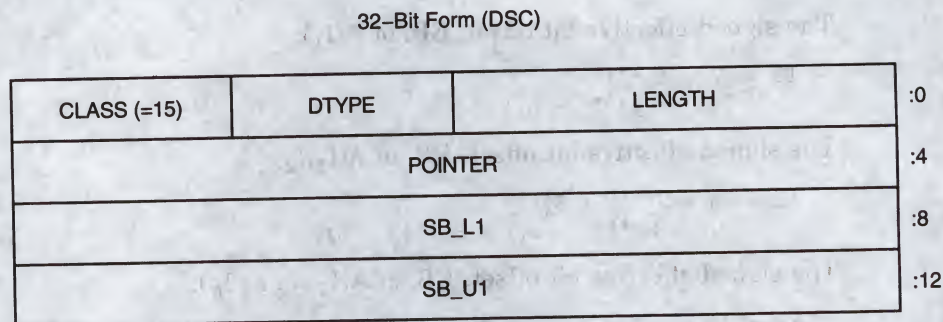 32-Bit Form (DSC)
CLASS (=15) DTYPE LENGTH :0
POINTER :4
SB_L1 :8
SB_U1 :12